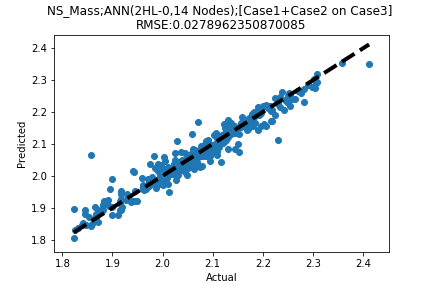 NS_Mass;ANN(2HL-0,14 Nodes);[Case1+Case2 on Case3]
RMSE:0.0278962350870085
2.4
2.3
2.2
2.1
2.0
1.9
1.8
Predicted
1.8 1.9 2.0 2.1 2.2 2.3 2.4
Actual